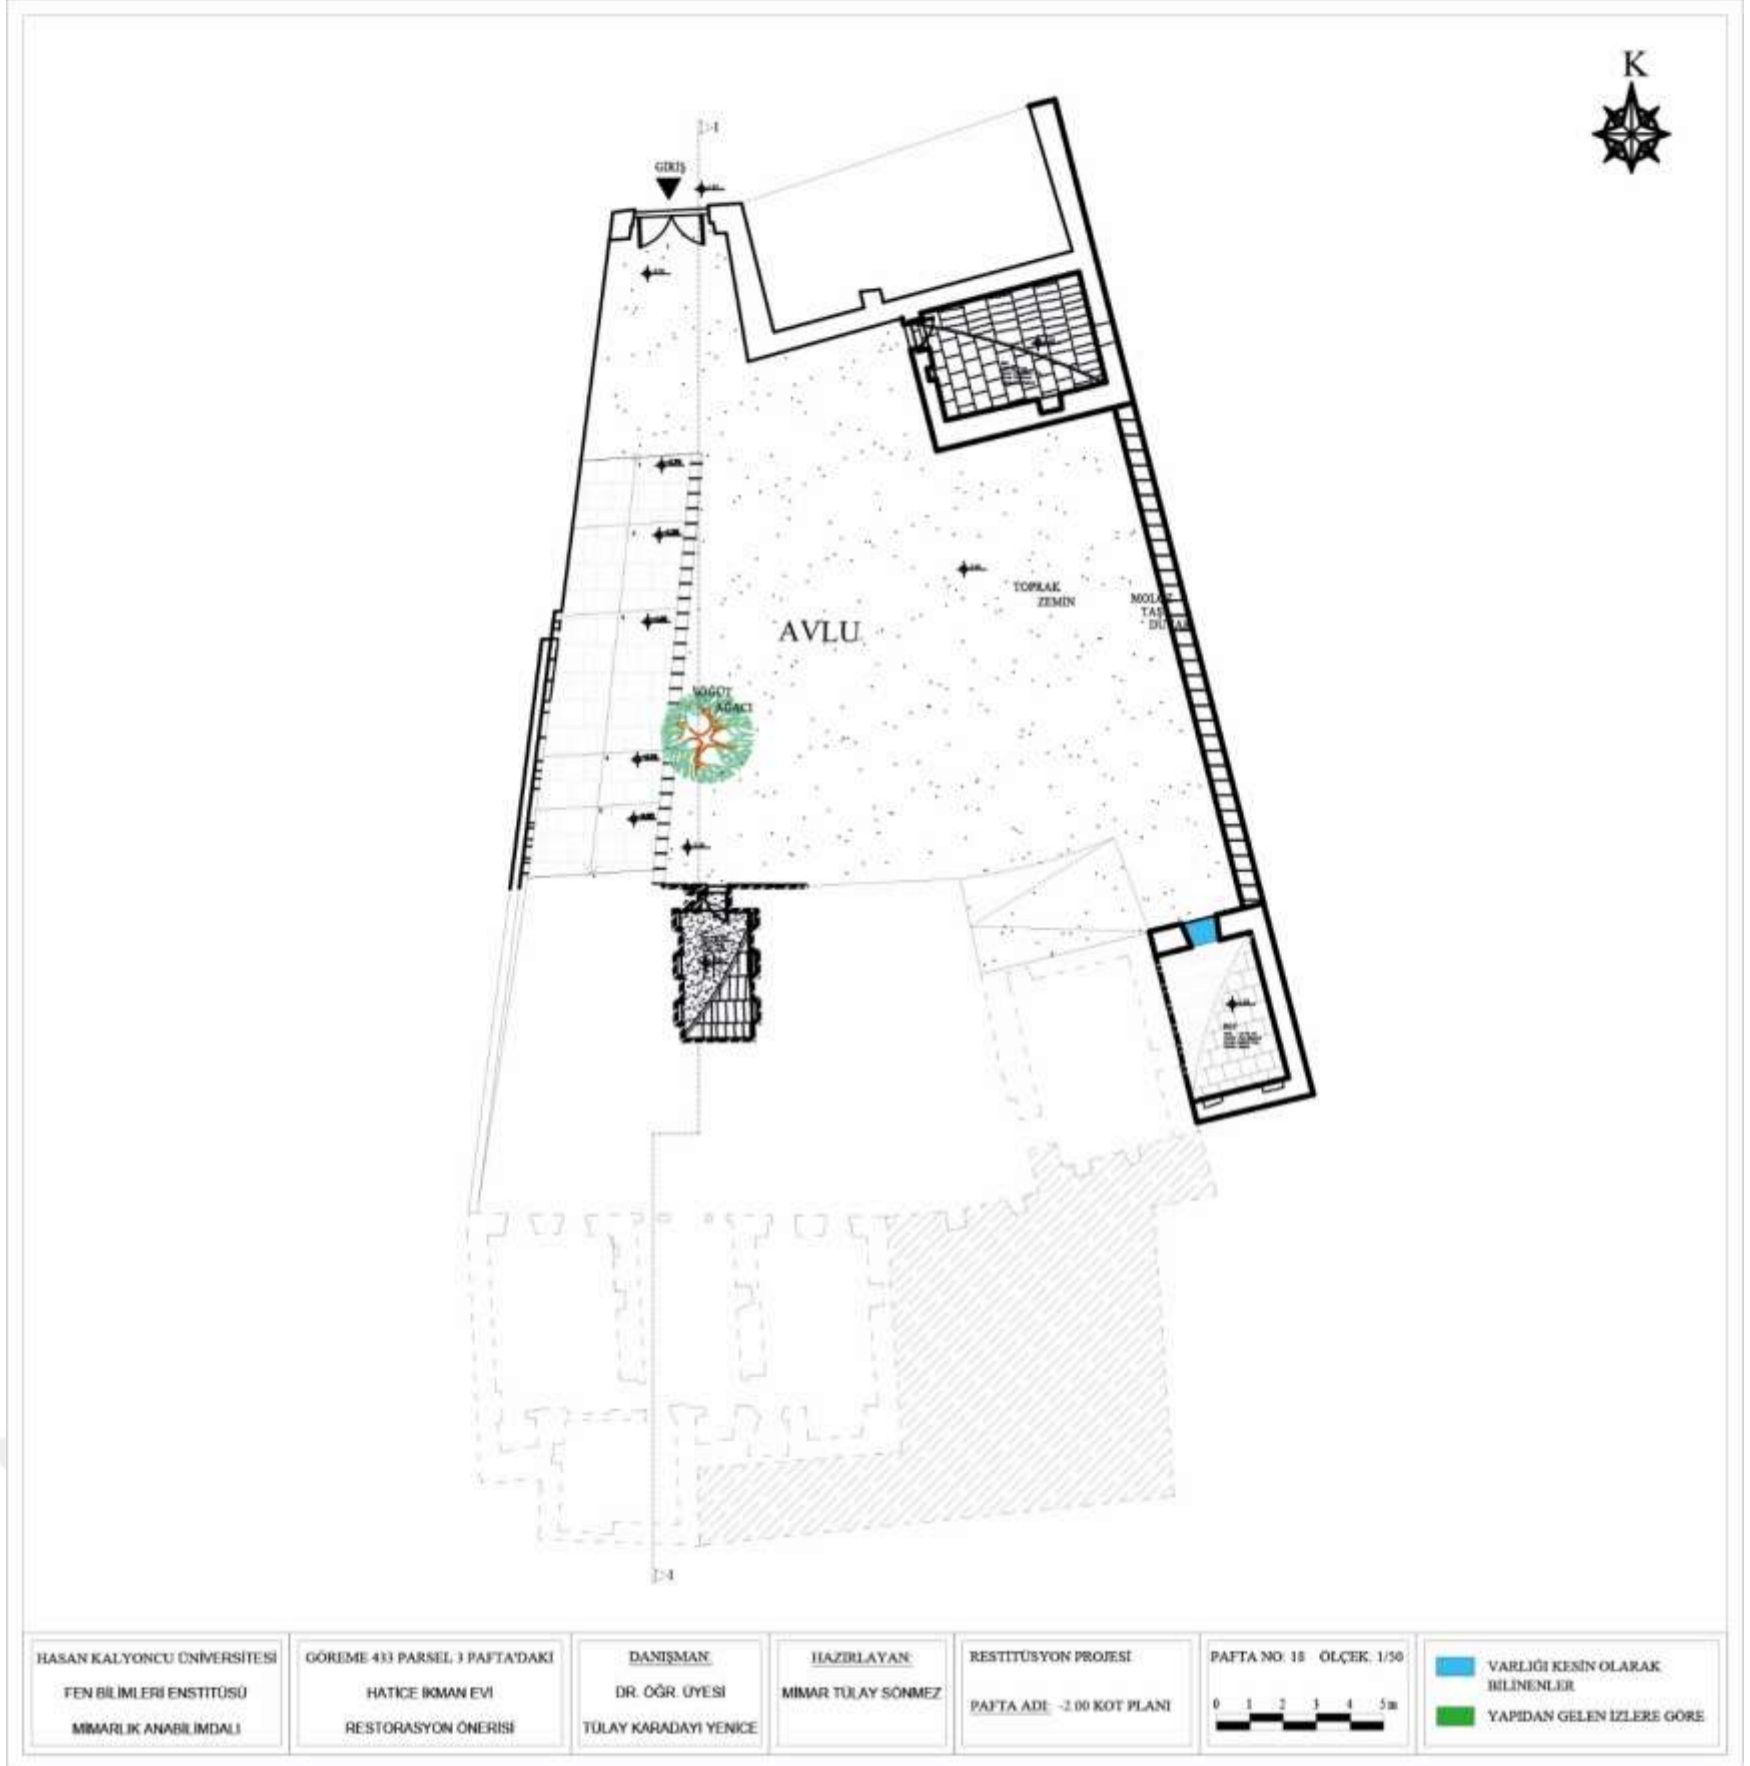 K
GİRİŞ
TOPRAK
ZEMİN
MOLOZ
TAŞ
DUVAR
AVLU
SÖĞÜT
AĞACI
HASAN KALYONCU ÜNİVERSİTESİ
FEN BİLİMLERİ ENSTİTÜSÜ
MİMARLIK ANABİLİMDALI
GÖREME 433 PARSEL 3 PAFTA'DAKİ
HATİCE İKMAN EVİ
RESTORASYON ÖNERİSİ
DANIŞMAN:
DR. ÖĞR. ÜYESİ
TÜLAY KARADAYI YENİCE
HAZIRLAYAN:
MİMAR TÜLAY SÖNMEZ
RESTİTÜSYON PROJESİ
PAFTA ADI: -2.00 KOT PLANI
PAFTA NO: 18 ÖLÇEK: 1/50
0 1 2 3 4 5 m
VARLIĞI KESİN OLARAK
BİLİNENLER
YAPIDAN GELEN İZLERE GÖRE